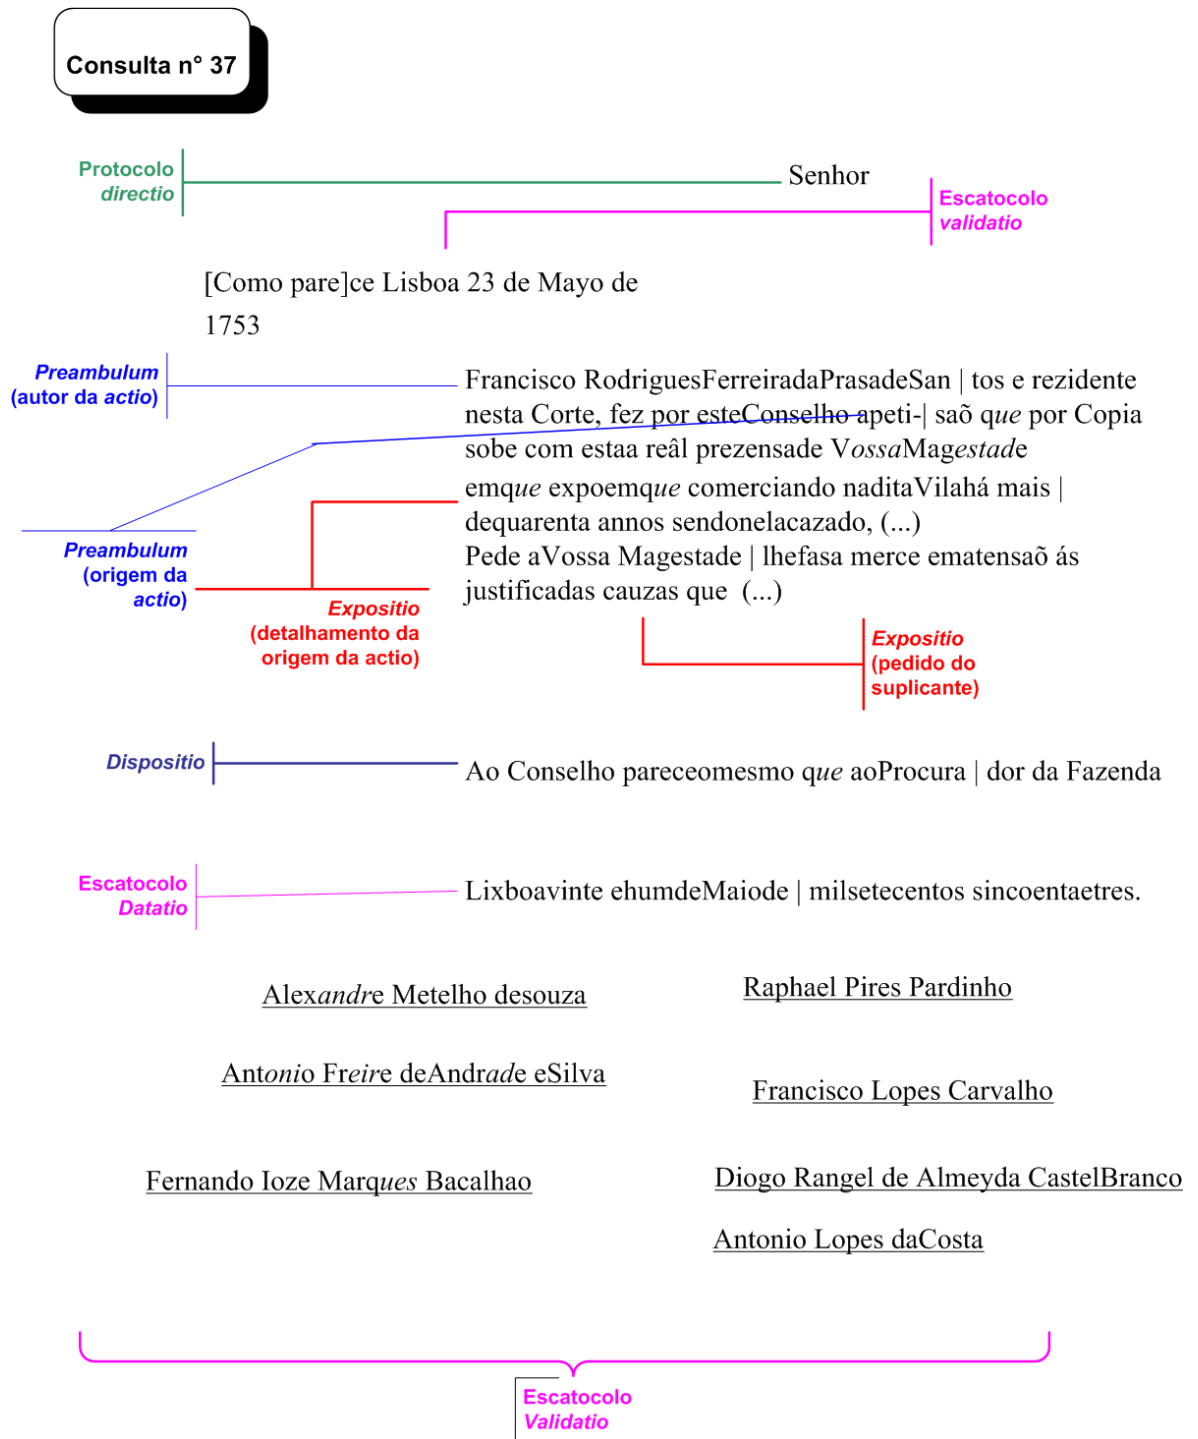 Consulta n° 37
Protocolo
directio
Senhor
Escatocolo
validatio
[Como pare]ce Lisboa 23 de Mayo de
1753
Preambulum
(autor da actio)
Francisco RodriguesFerreiradaPrasadeSan | tos e rezidente
nesta Corte, fez por esteConselho apeti-| saõ que por Copia
sobe com estaa reâl prezensade VossaMagestade
emque expoemque comerciando naditaVilahá mais |
dequarenta annos sendonelacazado, (...)
Pede aVossa Magestade | lhefasa merce ematensaõ ás
justificadas cauzas que (...)
Preambulum
(origem da
actio)
Expositio
(detalhamento da
origem da actio)
Expositio
(pedido do
suplicante)
Dispositio
Ao Conselho pareceomesmo que aoProcura | dor da Fazenda
Escatocolo
Datatio
Lixboavinte ehumdeMaiode | milsetecentos sincoentaetres.
Alexandre Metelho desouza
Raphael Pires Pardinho
Antonio Freire deAndrade eSilva
Francisco Lopes Carvalho
Fernando Ioze Marques Bacalhao
Diogo Rangel de Almeyda CastelBranco
Antonio Lopes daCosta
Escatocolo
Validatio